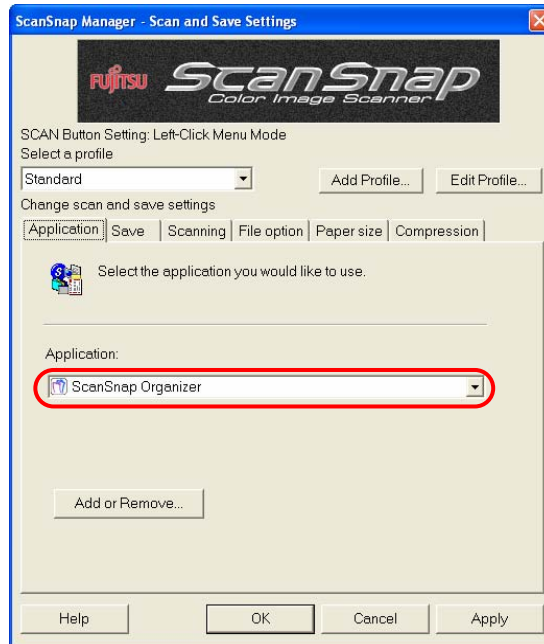 ScanSnap Manager - Scan and Save Settings
FUJITSU ScanSnap
Color Image Scanner
SCAN Button Setting: Left-Click Menu Mode
Select a profile
Standard Add Profile... Edit Profile...
Change scan and save settings
Application Save Scanning File option Paper size Compression
Select the application you would like to use.
Application:
ScanSnap Organizer
Add or Remove...
Help OK Cancel Apply